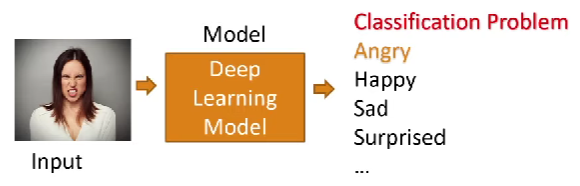 Model
Deep
Learning
Model
Input
Classification Problem
Angry
Happy
Sad
Surprised
...